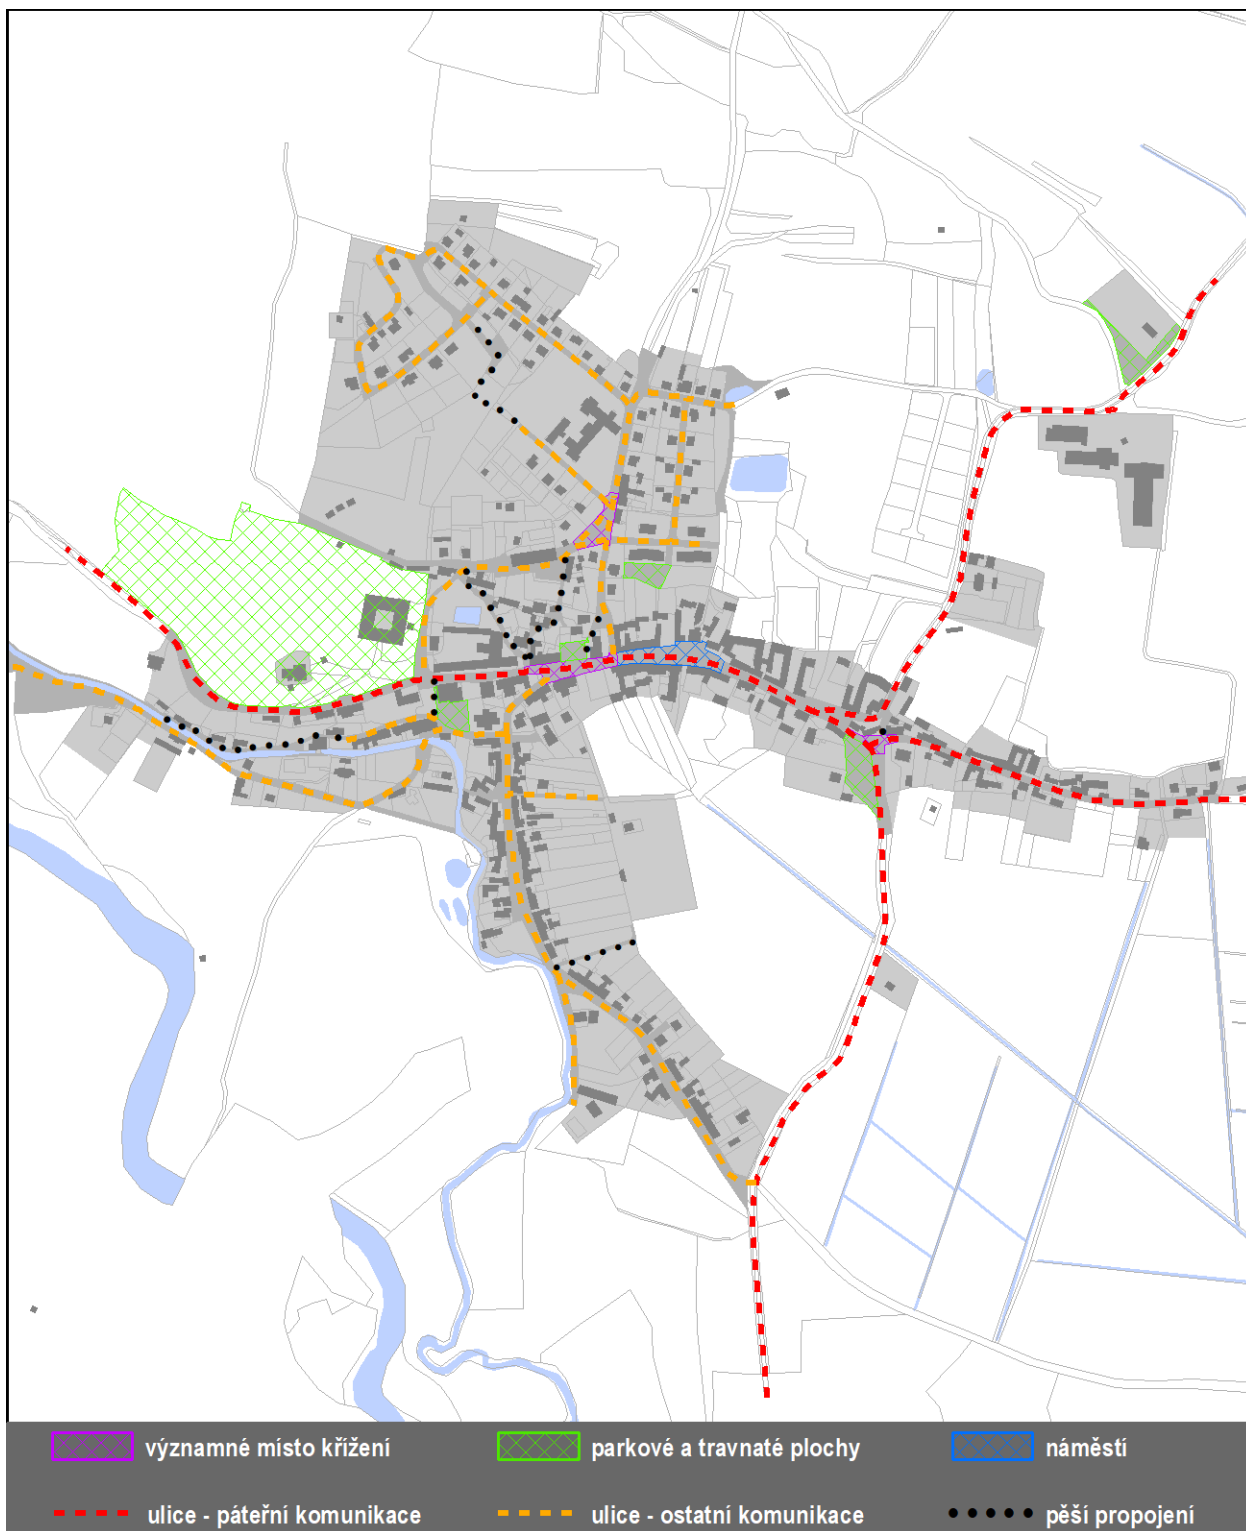 významné místo křížení
parkové a travnaté plochy
náměstí
ulice - páteřní komunikace
ulice - ostatní komunikace
pěší propojení